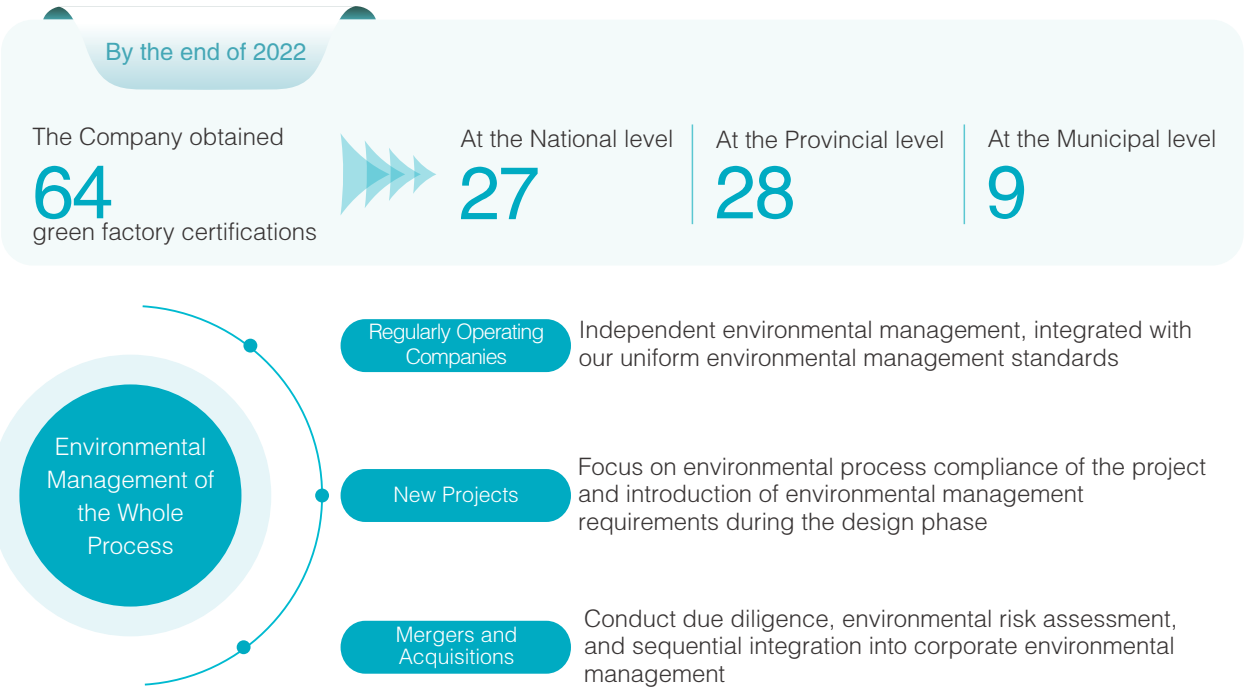 By the end of 2022
The Company obtained
64
green factory certifications
At the National level
27
At the Provincial level
28
At the Municipal level
9
Environmental
Management of
the Whole
Process
Regularly Operating
Companies
Independent environmental management, integrated with
our uniform environmental management standards
New Projects
Focus on environmental process compliance of the project
and introduction of environmental management
requirements during the design phase
Mergers and
Acquisitions
Conduct due diligence, environmental risk assessment,
and sequential integration into corporate environmental
management